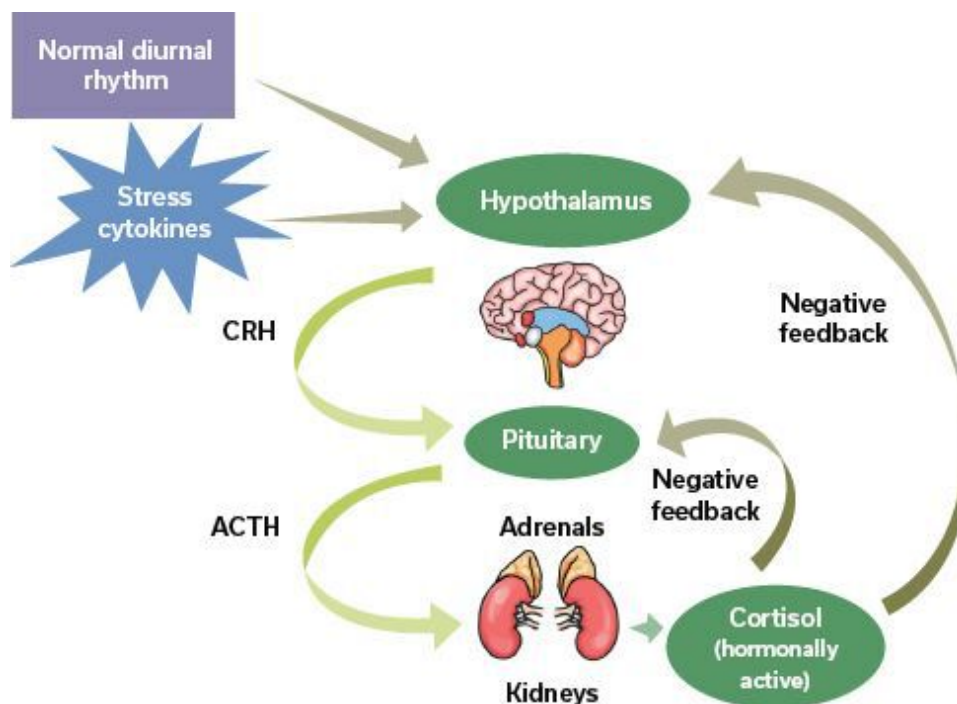 Normal diurnal
rhythm
Stress
cytokines
Hypothalamus
CRH
Negative
feedback
Pituitary
Negative
feedback
ACTH
Adrenals
Cortisol
(hormonally
active)
Kidneys